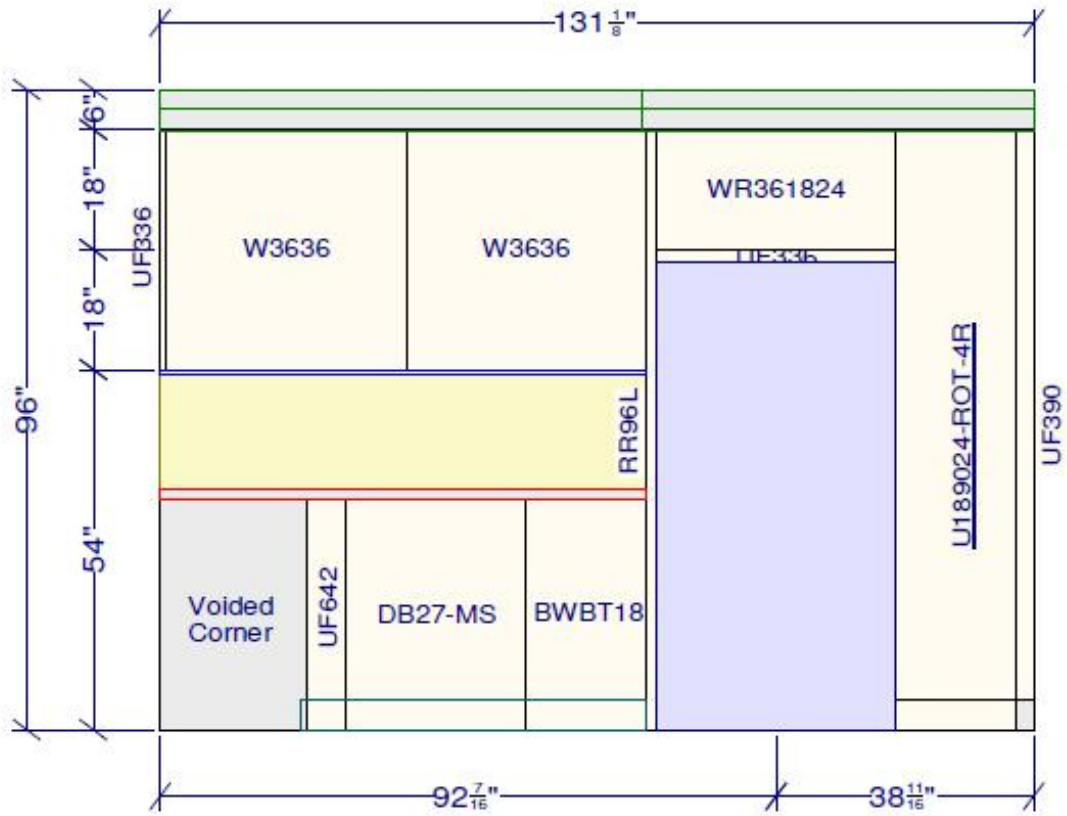 131 1/8"
6"
18"
18"
54"
96"
UF336
W3636
W3636
WR361824
UF336
RR96L
U189024-ROT-4R
UF390
Voided
Corner
UF642
DB27-MS
BWBT18
92 7/16"
38 11/16"